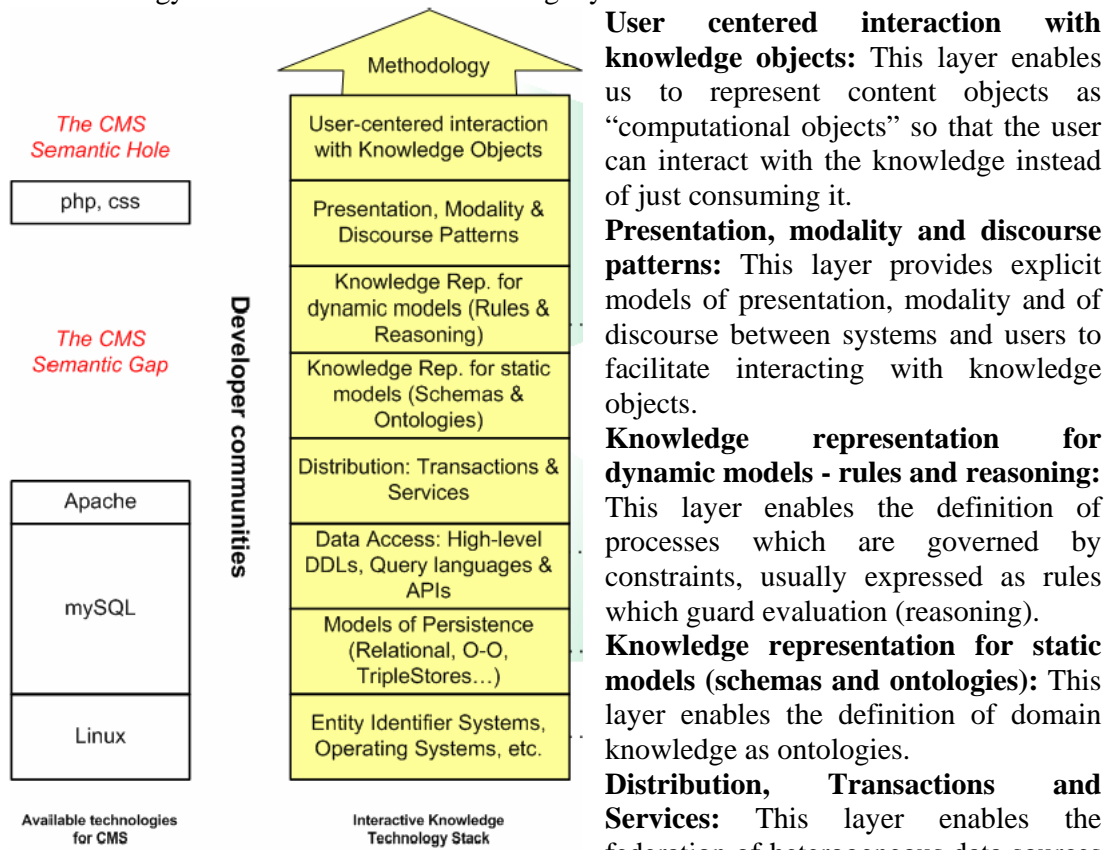 Methodology
The CMS
Semantic Hole
php, css
The CMS
Semantic Gap
Apache
mySQL
Linux
Available technologies
for CMS
Developer communities
User-centered interaction
with Knowledge Objects
Presentation, Modality &
Discourse Patterns
Knowledge Rep. for
dynamic models (Rules &
Reasoning)
Knowledge Rep. for static
models (Schemas &
Ontologies)
Distribution: Transactions &
Services
Data Access: High-level
DDLs, Query languages &
APIs
Models of Persistence
(Relational, O-O,
TripleStores…)
Entity Identifier Systems,
Operating Systems, etc.
Interactive Knowledge
Technology Stack
User centered interaction with
knowledge objects: This layer enables
us to represent content objects as
“computational objects” so that the user
can interact with the knowledge instead
of just consuming it.
Presentation, modality and discourse
patterns: This layer provides explicit
models of presentation, modality and of
discourse between systems and users to
facilitate interacting with knowledge
objects.
Knowledge representation for
dynamic models - rules and reasoning:
This layer enables the definition of
processes which are governed by
constraints, usually expressed as rules
which guard evaluation (reasoning).
Knowledge representation for static
models (schemas and ontologies): This
layer enables the definition of domain
knowledge as ontologies.
Distribution, Transactions and
Services: This layer enables the
federation of heterogeneous data sources